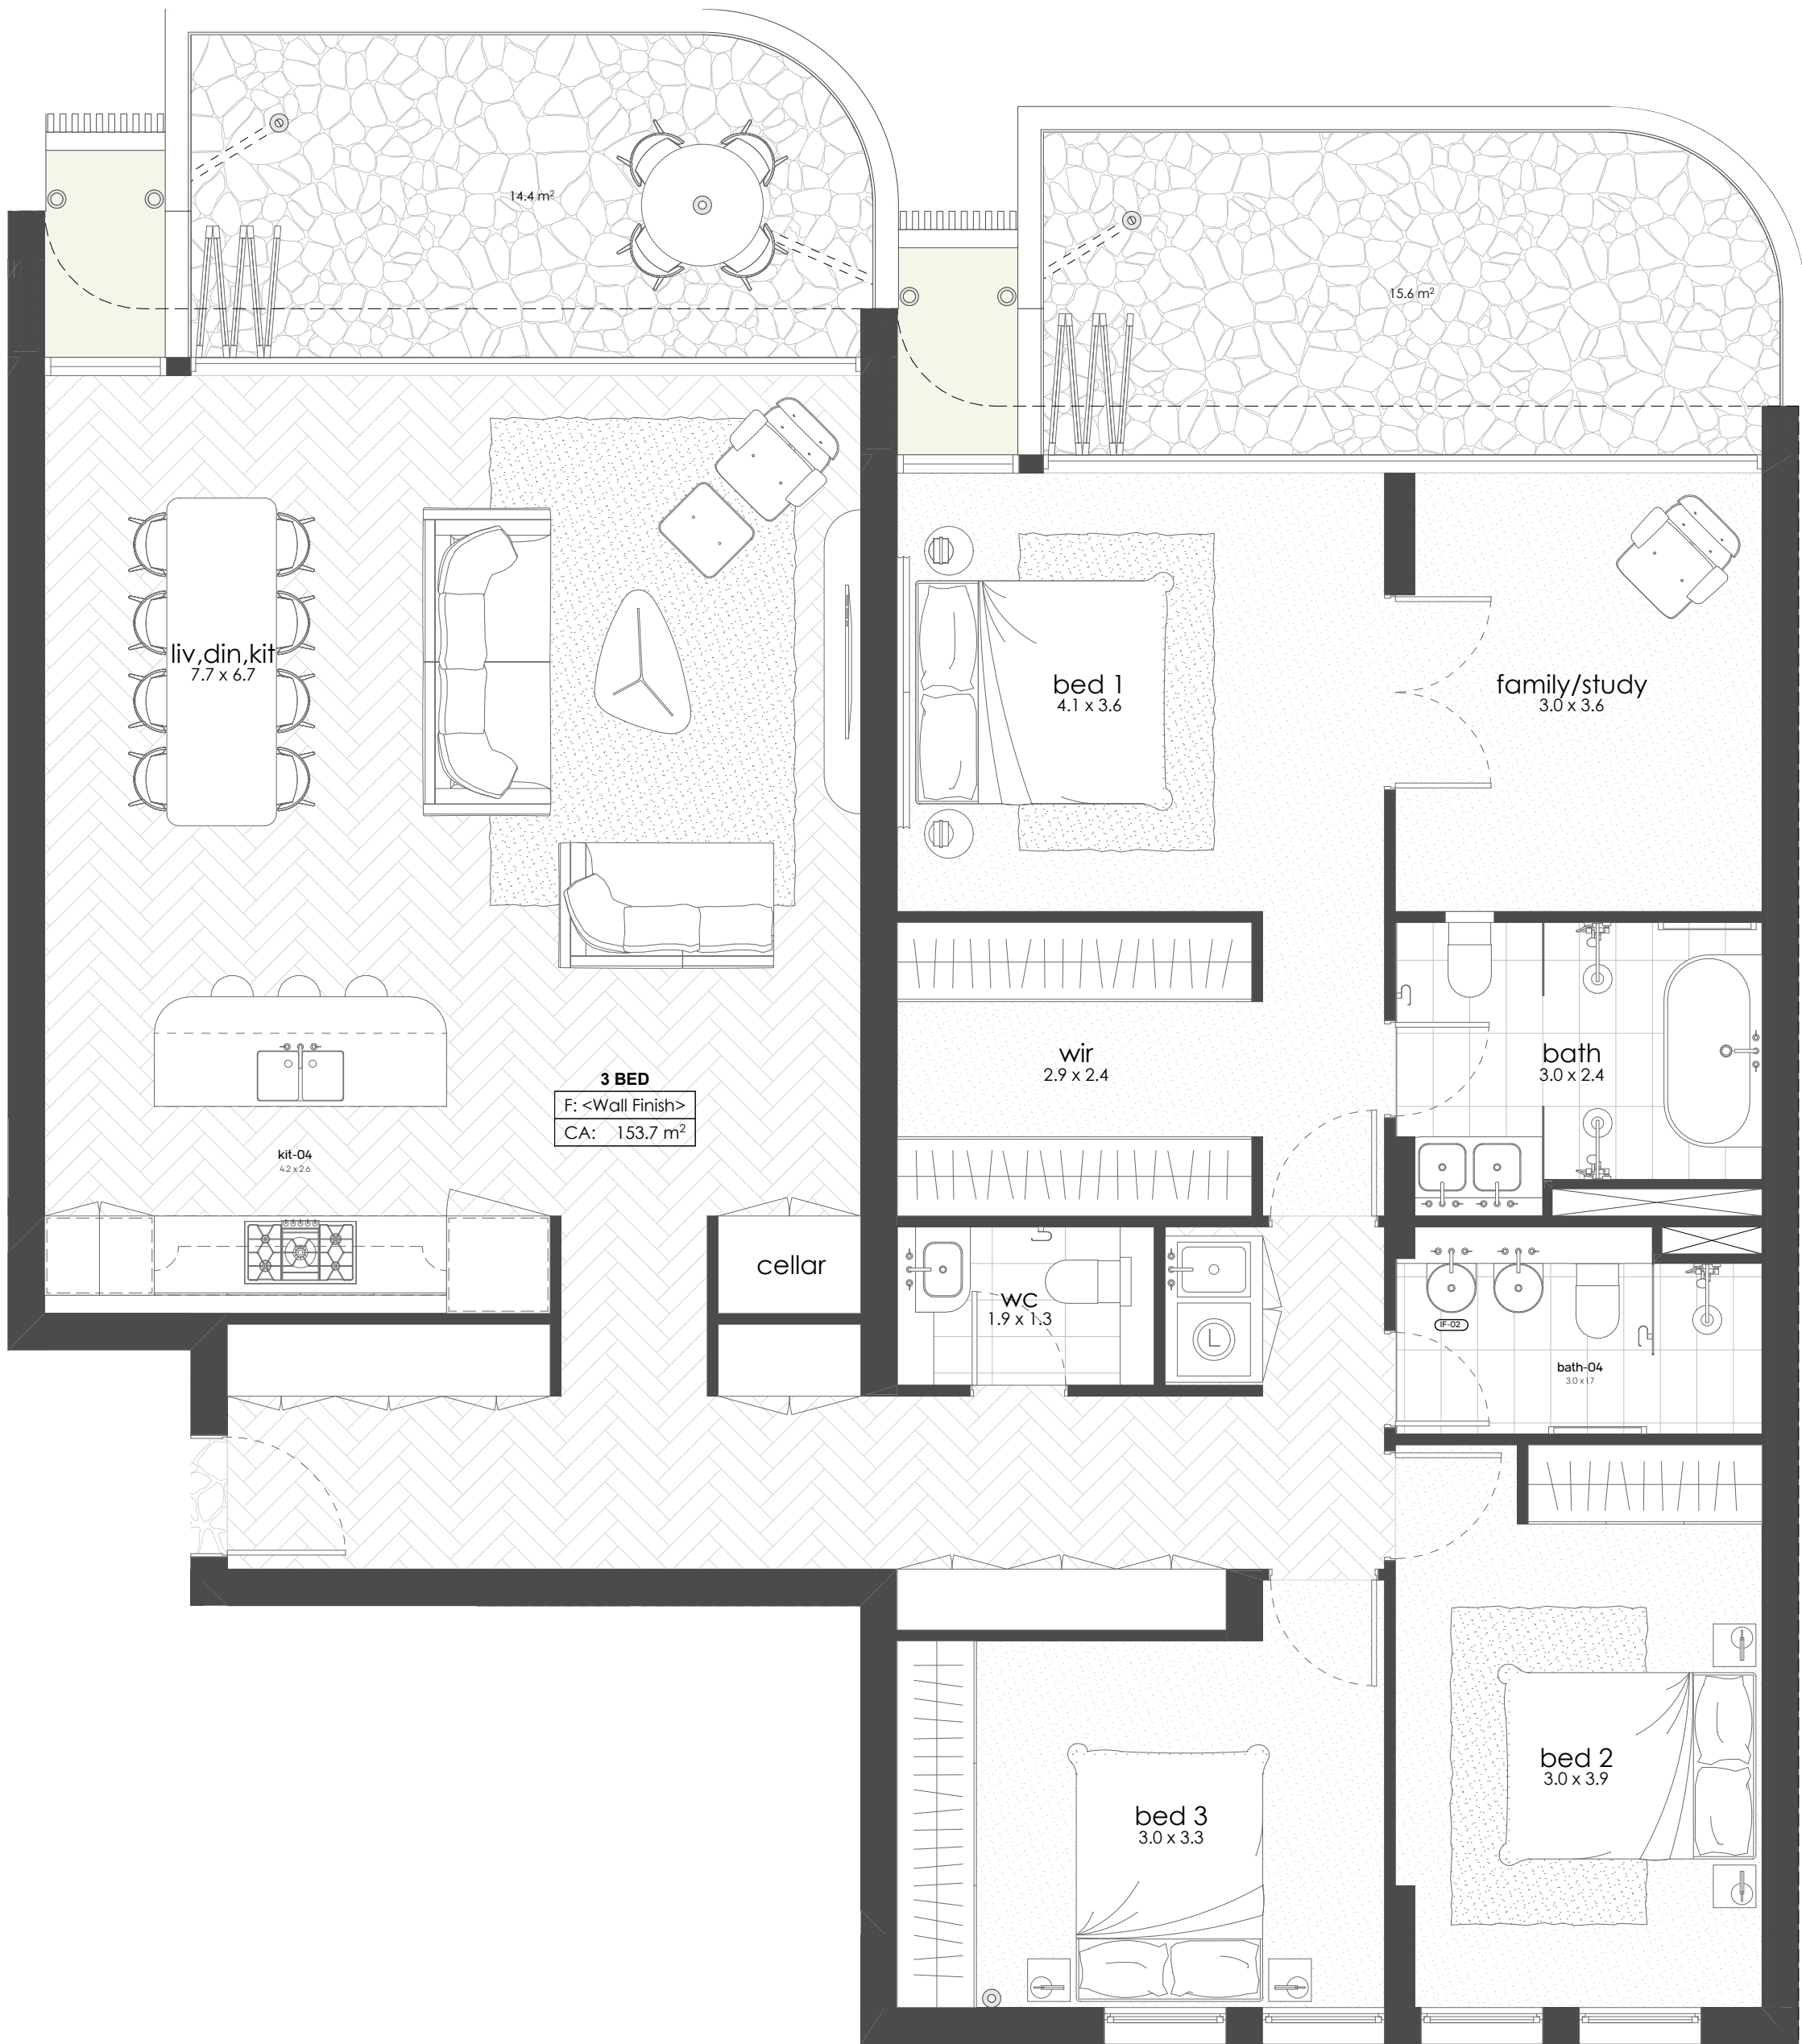 14.4 m²
15.6 m²
liv,din,kit
7.7 x 6.7
bed 1
4.1 x 3.6
family/study
3.0 x 3.6
wir
2.9 x 2.4
bath
3.0 x 2.4
3 BED
F: <Wall Finish>
CA: 153.7 m²
kit-04
4.2 x 2.6
cellar
wc
1.9 x 1.3
L
IF-02
bath-04
3.0 x 1.7
bed 2
3.0 x 3.9
bed 3
3.0 x 3.3